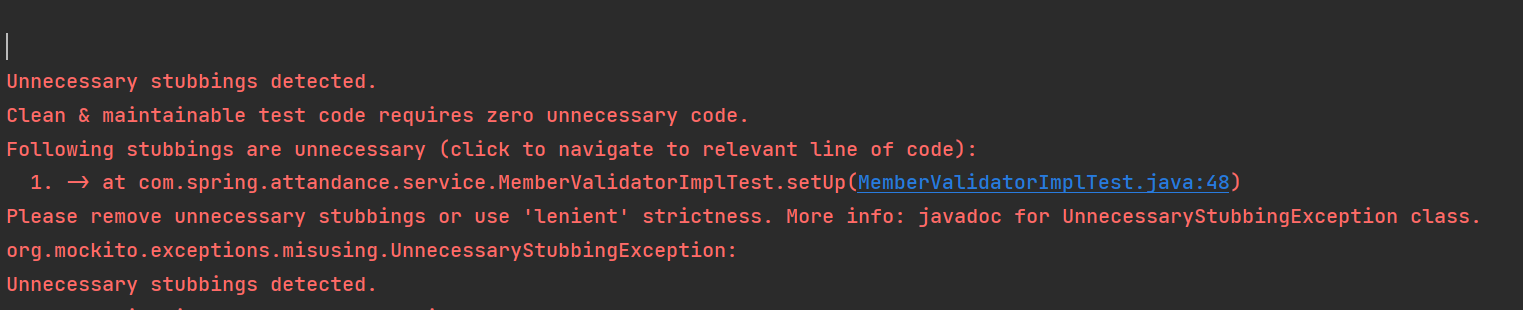 Unnecessary stubbings detected.
Clean & maintainable test code requires zero unnecessary code.
Following stubbings are unnecessary (click to navigate to relevant line of code):
1. -> at com.spring.attandance.service.MemberValidatorImplTest.setUp(MemberValidatorImplTest.java:48)
Please remove unnecessary stubbings or use 'lenient' strictness. More info: javadoc for UnnecessaryStubbingException class.
org.mockito.exceptions.misusing.UnnecessaryStubbingException:
Unnecessary stubbings detected.